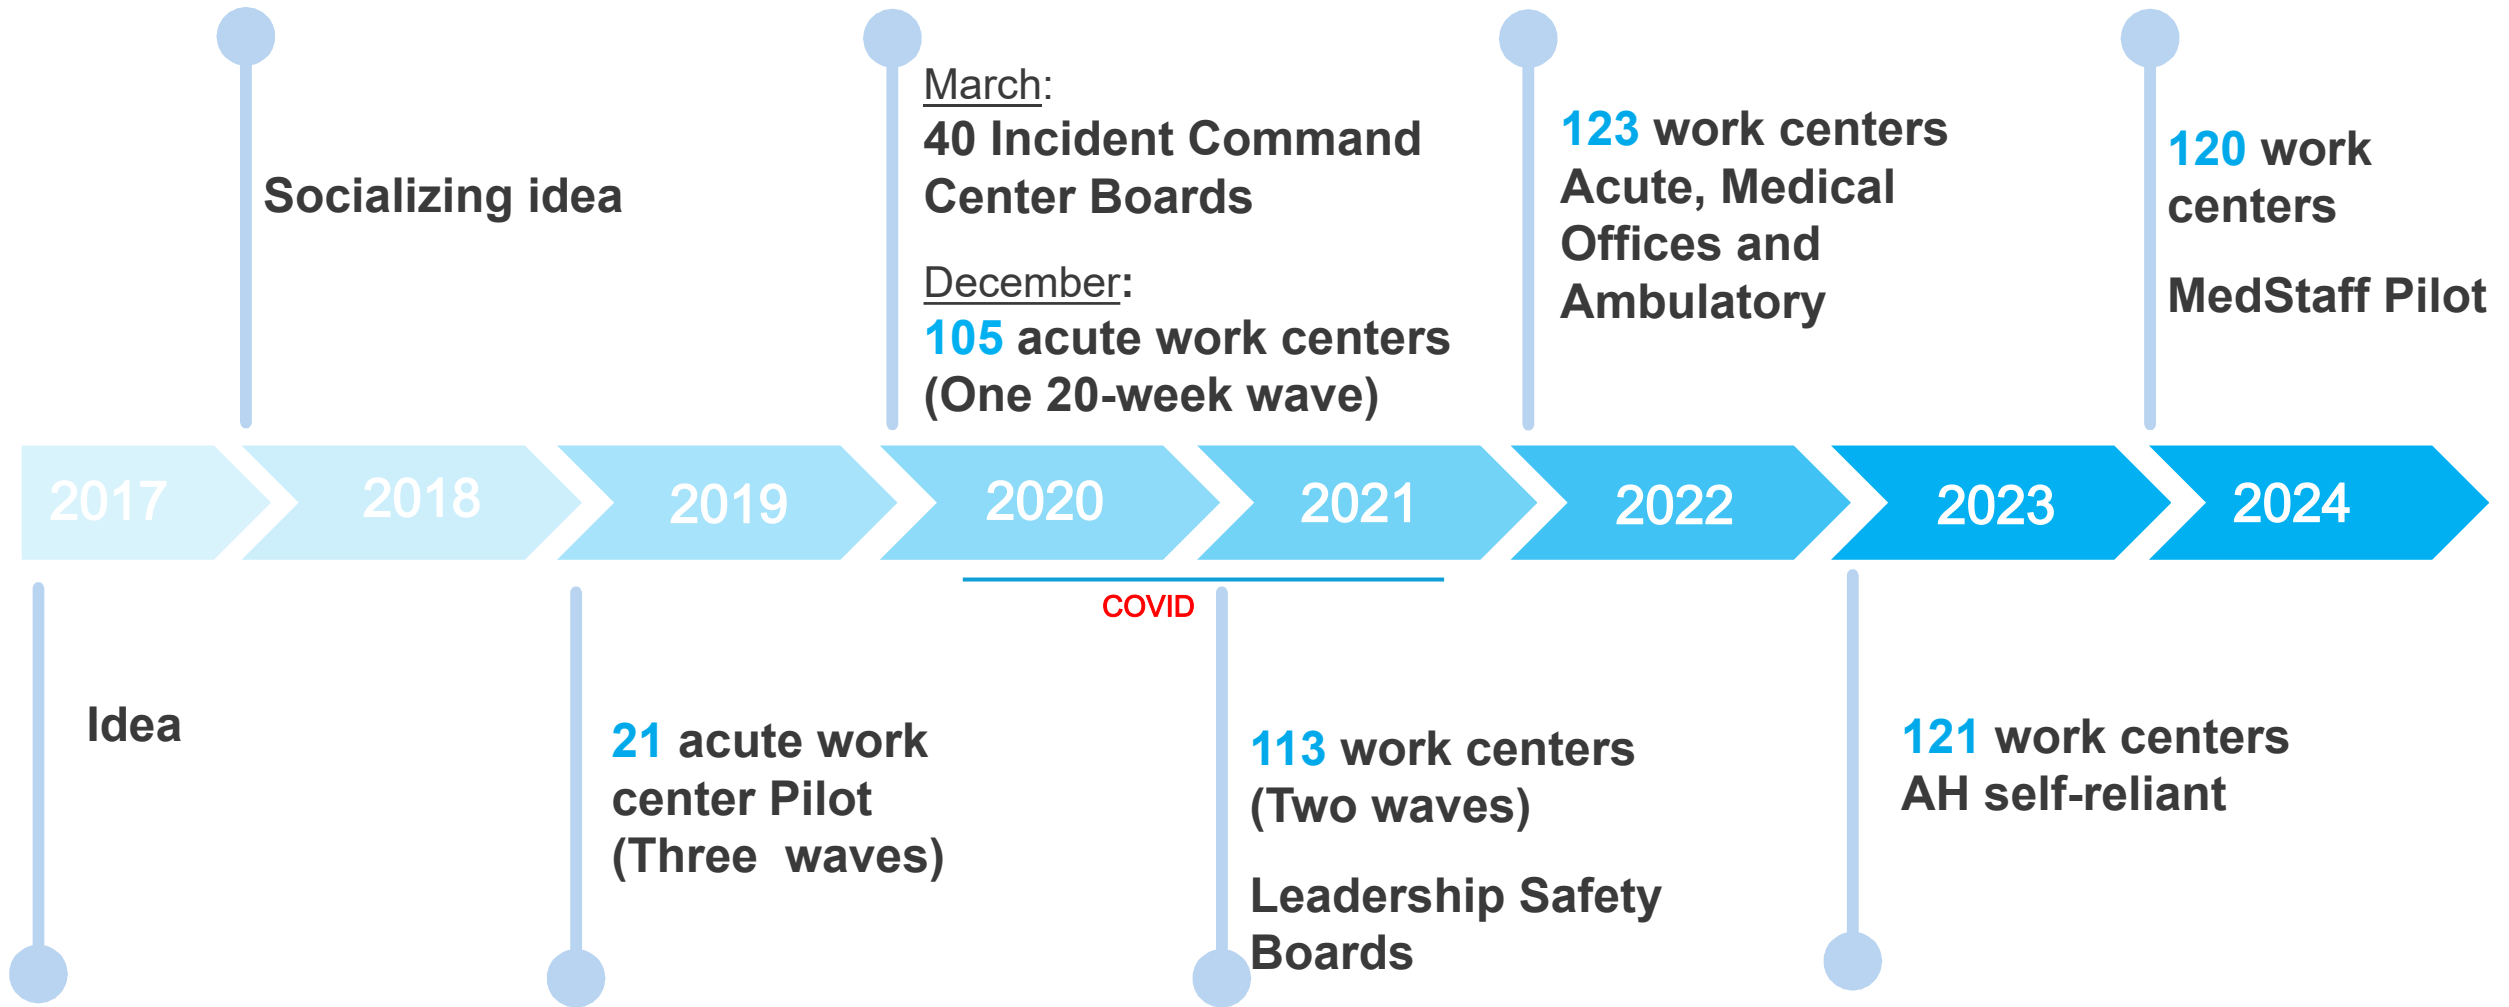 Socializing idea
March:
40 Incident Command
Center Boards
December:
105 acute work centers
(One 20-week wave)
123 work centers
Acute, Medical
Offices and
Ambulatory
120 work
centers
MedStaff Pilot
2017
2018
2019
2020
2021
2022
2023
2024
COVID
Idea
21 acute work
center Pilot
(Three  waves)
113 work centers
(Two waves)
Leadership Safety
Boards
121 work centers
AH self-reliant